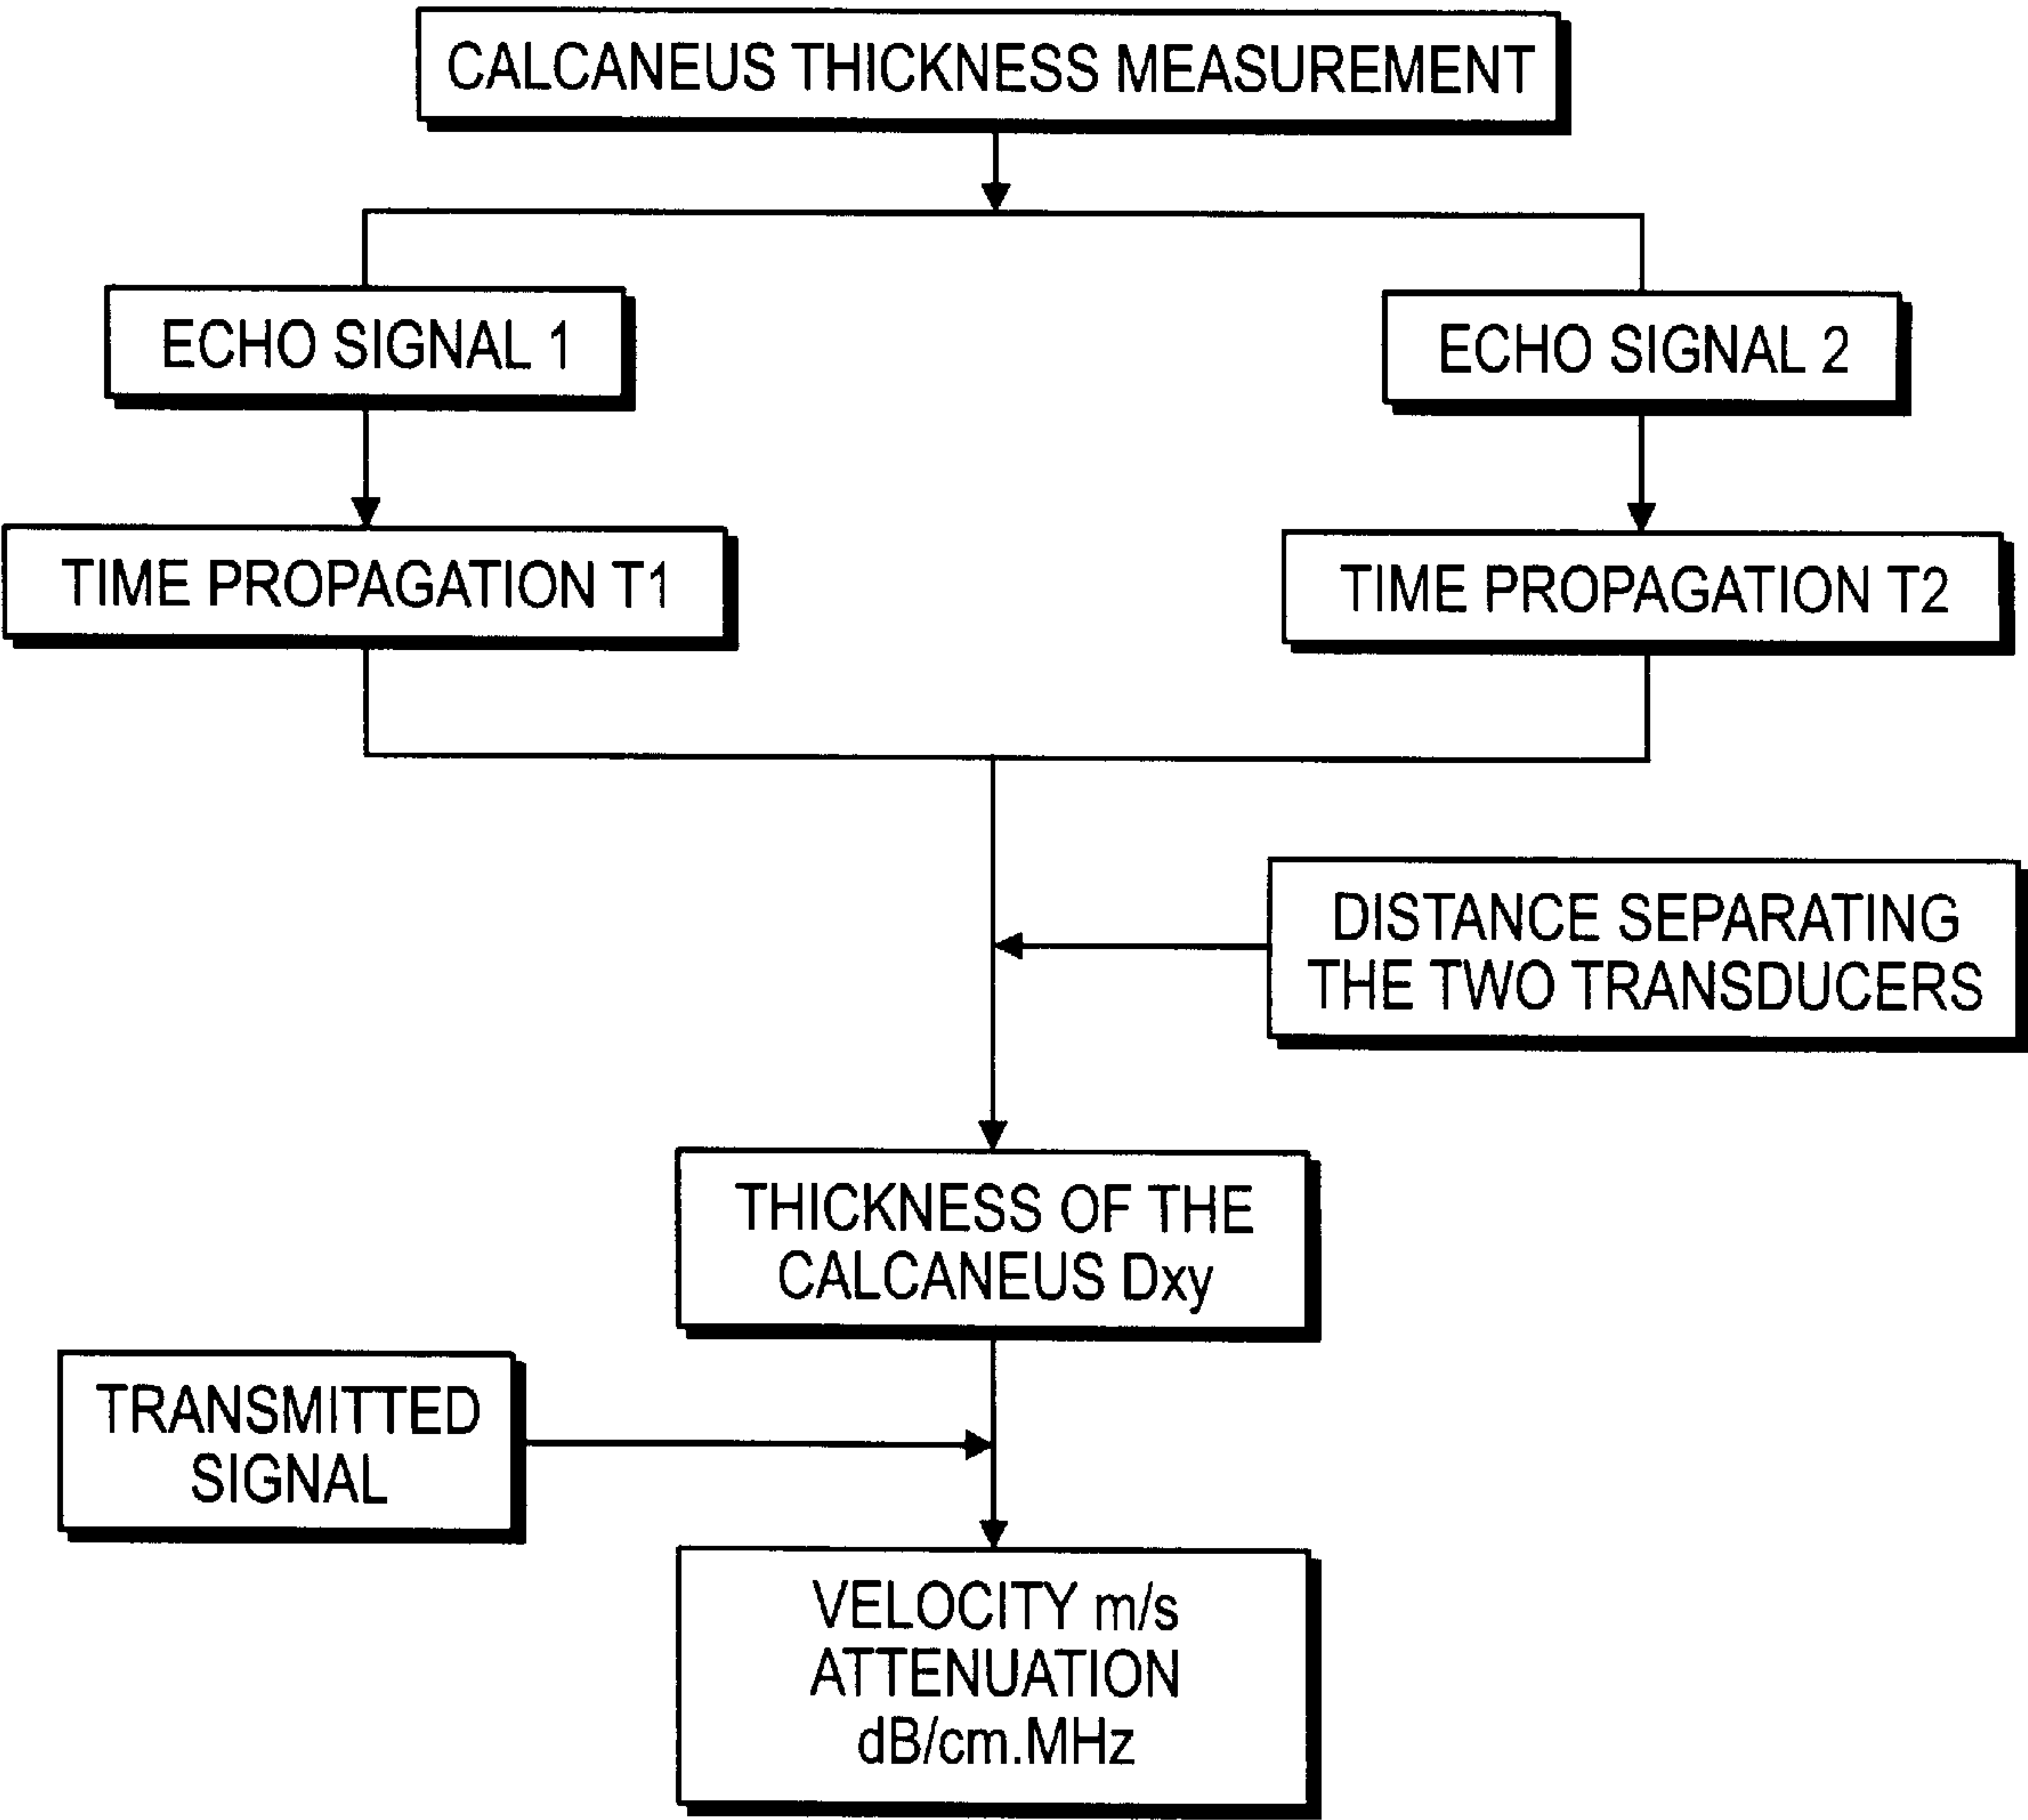 CALCANEUS THICKNESS MEASUREMENT
ECHO SIGNAL 1
ECHO SIGNAL 2
TIME PROPAGATION T1
TIME PROPAGATION T2
DISTANCE SEPARATING
THE TWO TRANSDUCERS
THICKNESS OF THE
CALCANEUS Dxy
TRANSMITTED
SIGNAL
VELOCITY m/s
ATTENUATION
dB/cm.MHz